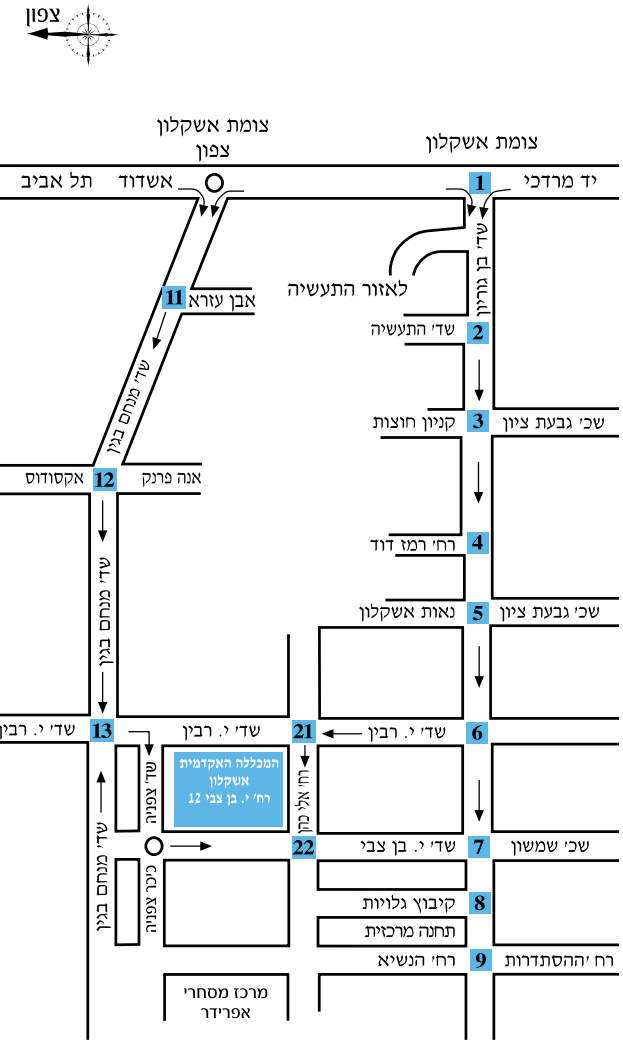 צפון
צומת אשקלון
צפון
צומת אשקלון
תל אביב
אשדוד
1
יד מרדכי
שד׳ בן גוריון
לאזור התעשיה
11
אבן עזרא
שד׳ התעשיה
2
שד׳ מנחם בגין
קניון חוצות
3
שכ׳ גבעת ציון
אקסודוס
12
אנה פרנק
רח׳ רמז דוד
4
שד׳ מנחם בגין
נאות אשקלון
5
שכ׳ גבעת ציון
שד׳ י. רבין
13
שד׳ י. רבין
21
שד׳ י. רבין
6
המכללה האקדמית
אשקלון
רח׳ י. בן צבי 12
שד׳ צפניה
רח׳ אלי כהן
שד׳ מנחם בגין
22
שד׳ י. בן צבי
7
שכ׳ שמשון
כיכר צפניה
קיבוץ גלויות
8
תחנה מרכזית
רח׳ הנשיא
9
רח ׳ההסתדרות
מרכז מסחרי
אפרידר